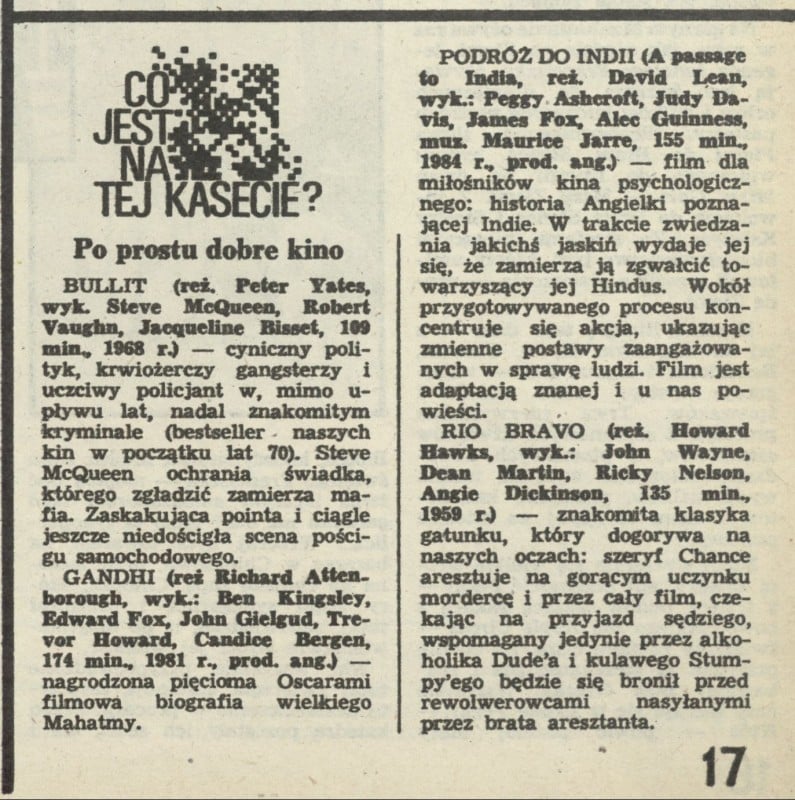 CO
JEST
NA
TEJ KASECIE?
Po prostu dobre kino
BULLIT (reż. Peter Yates,
wyk. Steve McQueen, Robert
Vaughn, Jacqueline Bisset, 109
min., 1968 r.) — cyniczny poli-
tyk, krwiożerczy gangsterzy i
uczciwy policjant w, mimo u-
pływu lat, nadal znakomitym
kryminale (bestseller naszych
kin w początku lat 70). Steve
McQueen ochrania świadka,
którego zgładzić zamierza ma-
fia. Zaskakująca pointa i ciągle
jeszcze niedościgła scena pości-
gu samochodowego.
GANDHI (reż Richard Atten-
borough, wyk.: Ben Kingsley,
Edward Fox, John Gielgud, Tre-
vor Howard, Candice Bergen,
174 min., 1981 r., prod. ang.) —
nagrodzona pięcioma Oscarami
filmowa biografia wielkiego
Mahatmy.
PODRÓŻ DO INDII (A passage
to India, reż. David Lean,
wyk.: Peggy Ashcroft, Judy Da-
vis, James Fox, Alec Guinness,
muz. Maurice Jarre, 155 min.,
1984 r., prod. ang.) — film dla
miłośników kina psychologicz-
nego: historia Angielki pozna-
jącej Indie. W trakcie zwiedza-
nia jakichś jaskiń wydaje jej
się, że zamierza ją zgwałcić to-
warzyszący jej Hindus. Wokół
przygotowywanego procesu kon-
centruje się akcja, ukazując
zmienne postawy zaangażowa-
nych w sprawę ludzi. Film jest
adaptacją znanej i u nas po-
wieści.
RIO BRAVO (reż. Howard
Hawks, wyk.: John Wayne,
Dean Martin, Ricky Nelson,
Angie Dickinson, 135 min.,
1959 r.) — znakomita klasyka
gatunku, który dogorywa na
naszych oczach: szeryf Chance
aresztuje na gorącym uczynku
mordercę i przez cały film, cze-
kając na przyjazd sędziego,
wspomagany jedynie przez alko-
holika Dude'a i kulawego Stum-
py'ego będzie się bronił przed
rewolwerowcami nasyłanymi
przez brata aresztanta.
17